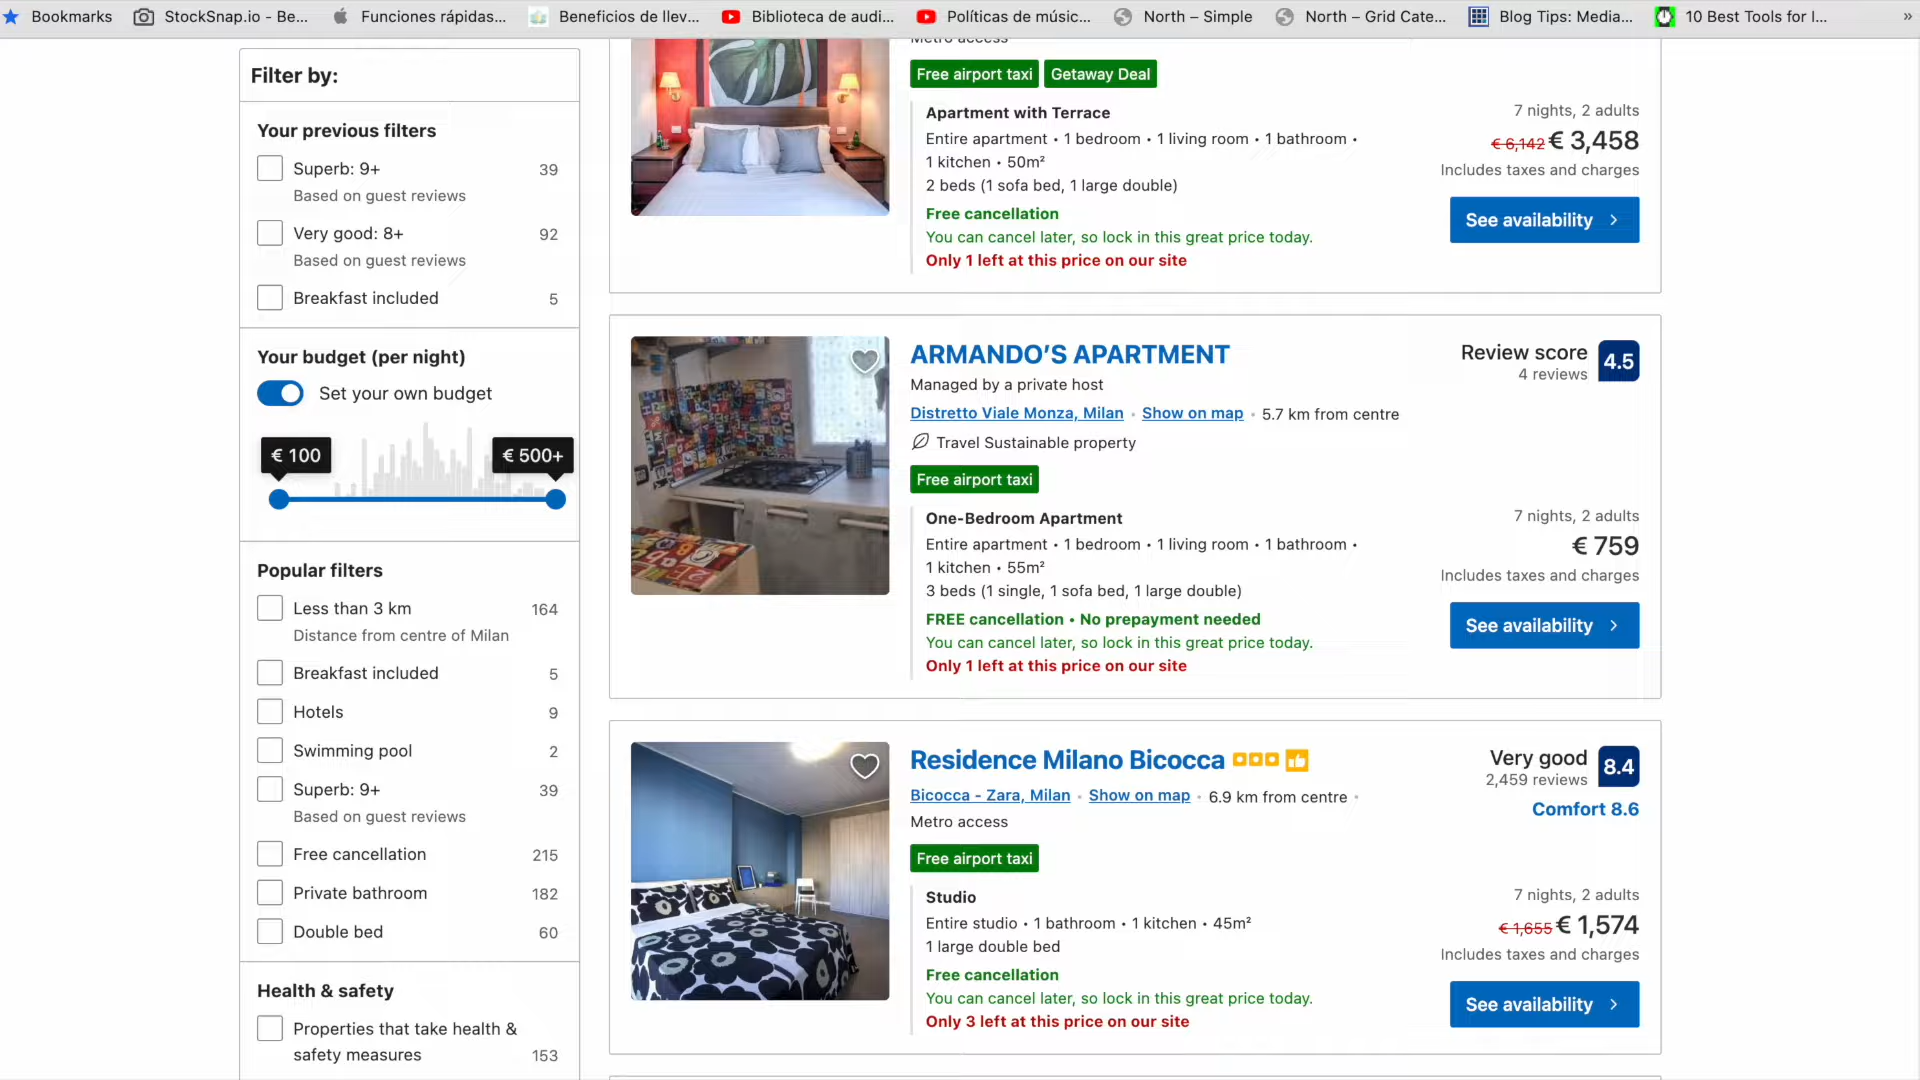 Bookmarks
StockSnap.io - Be...
Funciones rápidas...
Beneficios de llev...
Biblioteca de audi...
Políticas de músic...
North – Simple
North – Grid Cate...
Blog Tips: Media...
10 Best Tools for I...
»
Filter by:
Your previous filters
Superb: 9+ 39
Based on guest reviews
Very good: 8+ 92
Based on guest reviews
Breakfast included 5
Your budget (per night)
Set your own budget
€ 100 € 500+
Popular filters
Less than 3 km 164
Distance from centre of Milan
Breakfast included 5
Hotels 9
Swimming pool 2
Superb: 9+ 39
Based on guest reviews
Free cancellation 215
Private bathroom 182
Double bed 60
Health & safety
Properties that take health &
safety measures 153
Metro access
Free airport taxi Getaway Deal
Apartment with Terrace
Entire apartment • 1 bedroom • 1 living room • 1 bathroom •
1 kitchen • 50m²
2 beds (1 sofa bed, 1 large double)
Free cancellation
You can cancel later, so lock in this great price today.
Only 1 left at this price on our site
7 nights, 2 adults
€ 6,142 € 3,458
Includes taxes and charges
See availability
ARMANDO'S APARTMENT
Managed by a private host
Distretto Viale Monza, Milan • Show on map • 5.7 km from centre
Travel Sustainable property
Free airport taxi
One-Bedroom Apartment
Entire apartment • 1 bedroom • 1 living room • 1 bathroom •
1 kitchen • 55m²
3 beds (1 single, 1 sofa bed, 1 large double)
FREE cancellation • No prepayment needed
You can cancel later, so lock in this great price today.
Only 1 left at this price on our site
Review score 4.5
4 reviews
7 nights, 2 adults
€ 759
Includes taxes and charges
See availability
Residence Milano Bicocca
Bicocca - Zara, Milan • Show on map • 6.9 km from centre •
Metro access
Free airport taxi
Studio
Entire studio • 1 bathroom • 1 kitchen • 45m²
1 large double bed
Free cancellation
You can cancel later, so lock in this great price today.
Only 3 left at this price on our site
Very good 8.4
2,459 reviews
Comfort 8.6
7 nights, 2 adults
€ 1,655 € 1,574
Includes taxes and charges
See availability